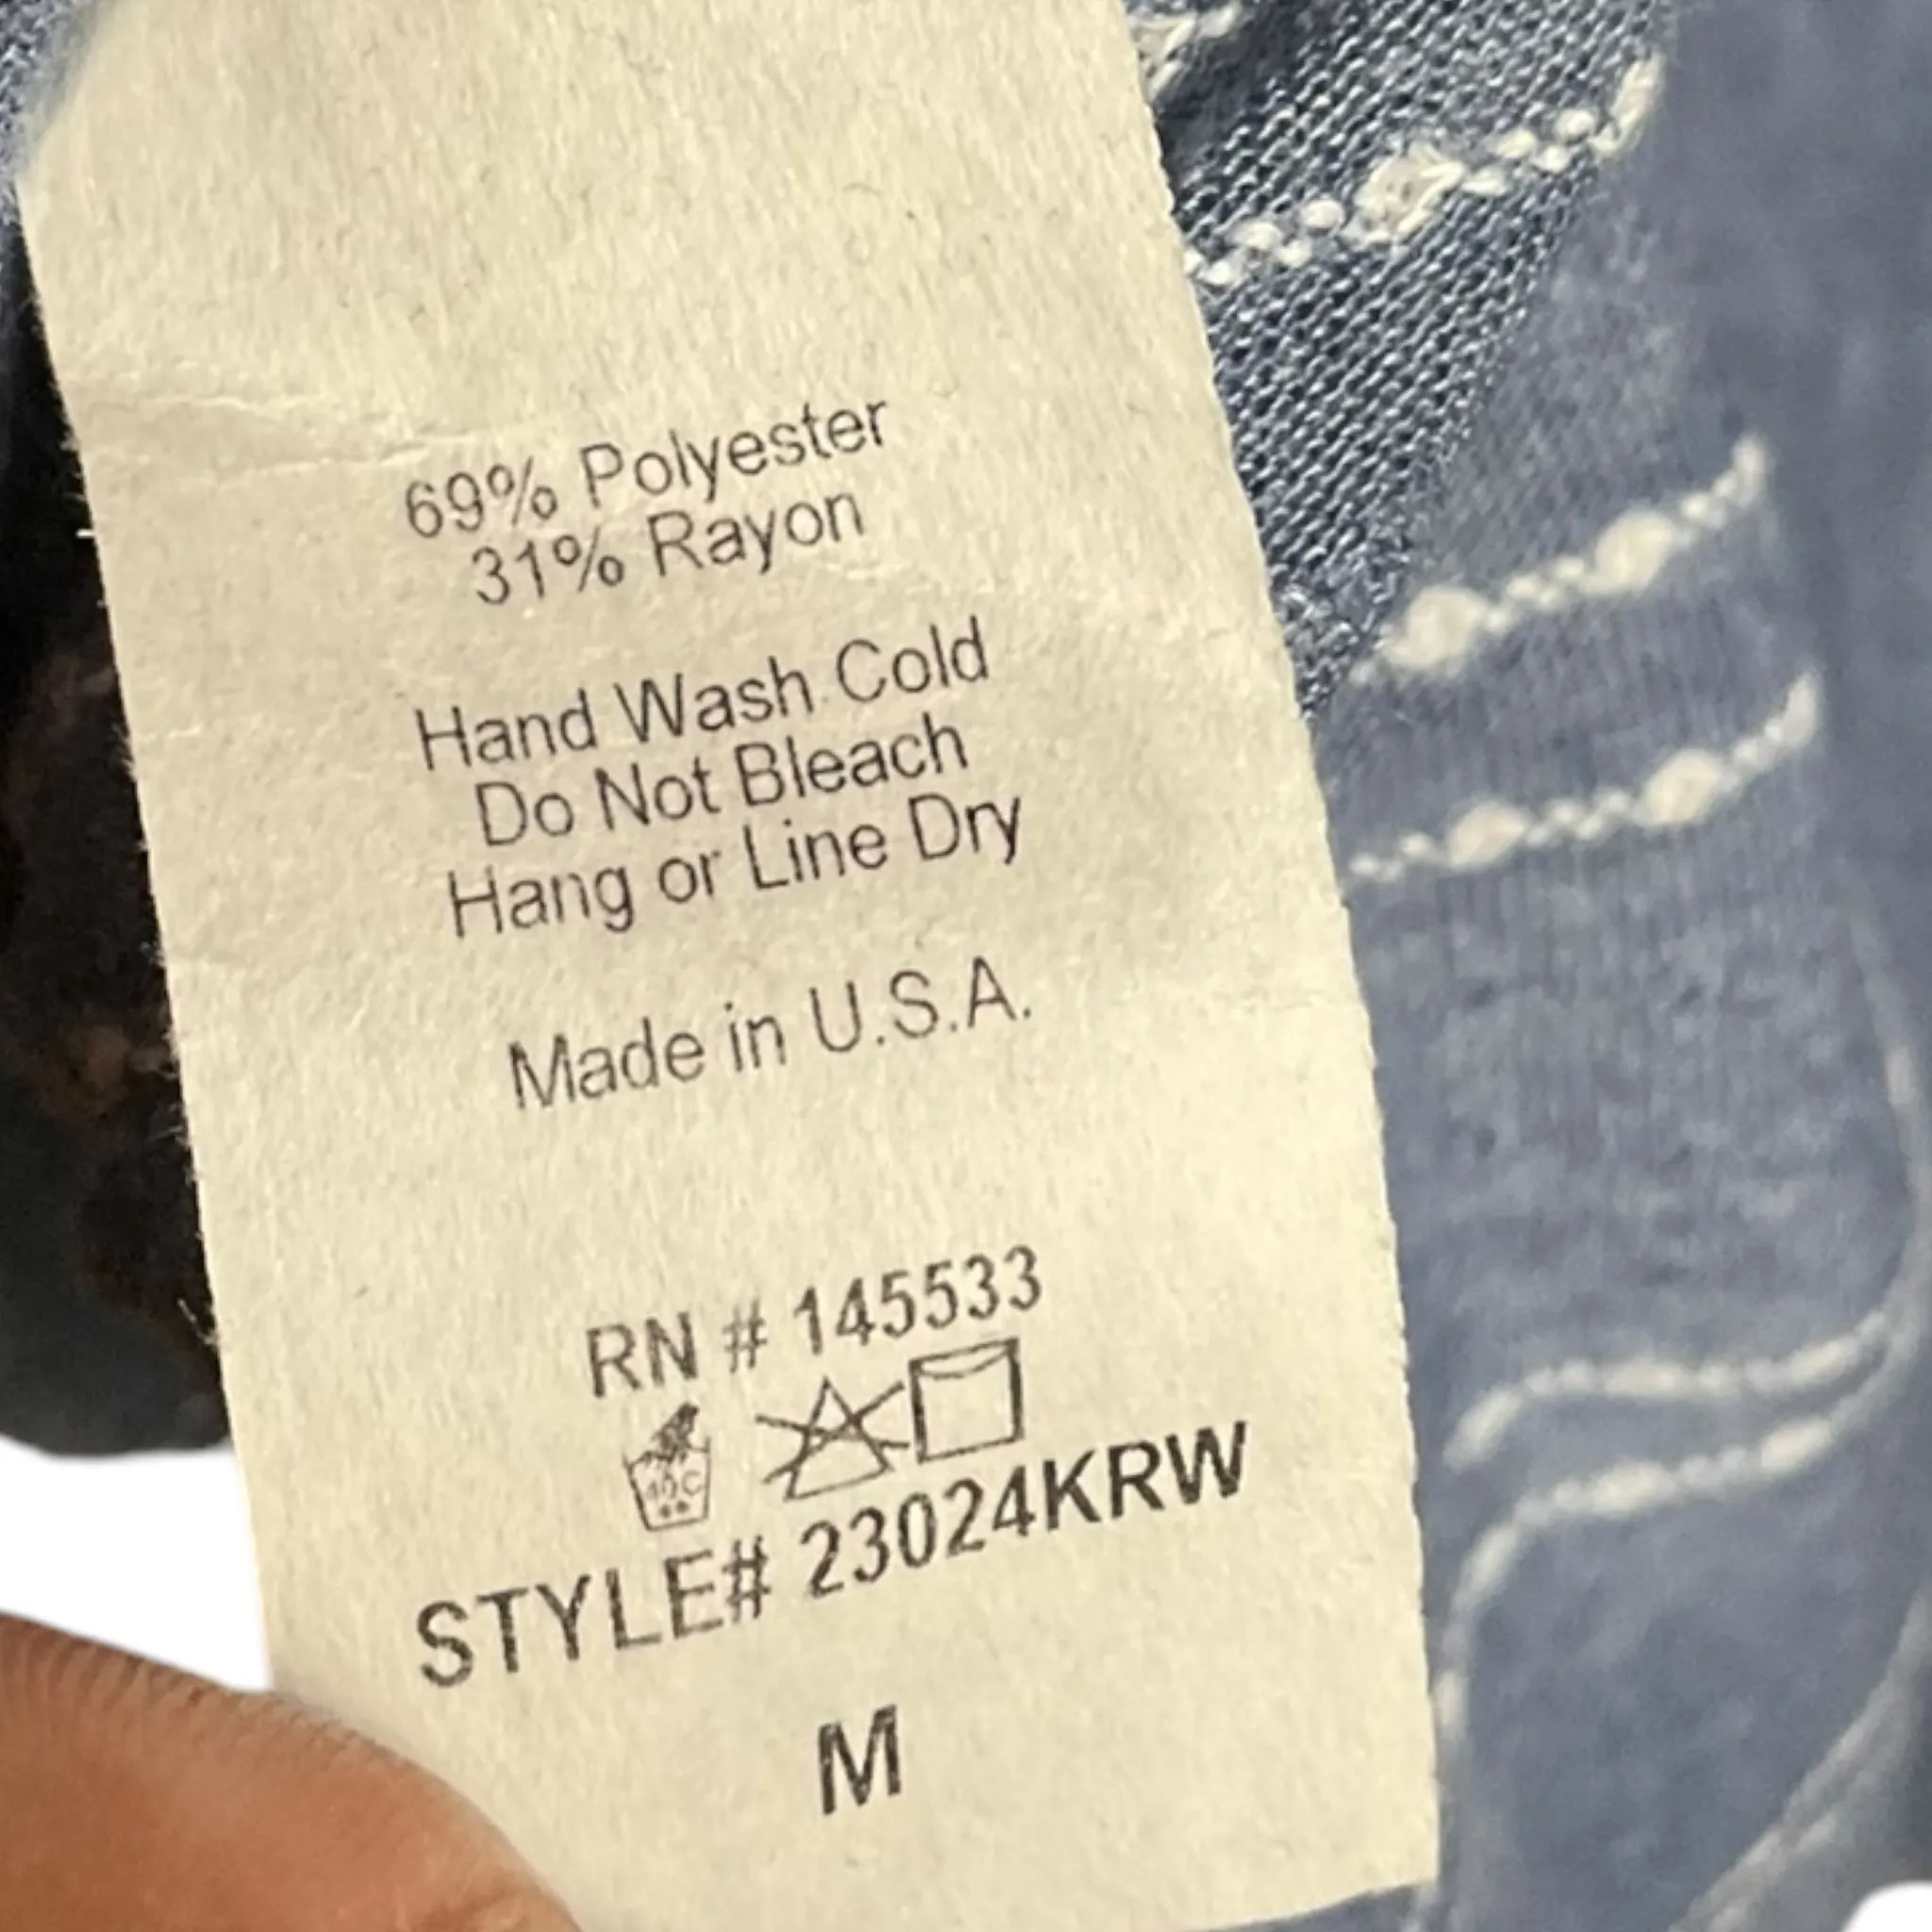 69% Polyester
31% Rayon
Hand Wash Cold
Do Not Bleach
Hang or Line Dry
Made in U.S.A.
RN # 145533
40C
STYLE# 23024KRW
M